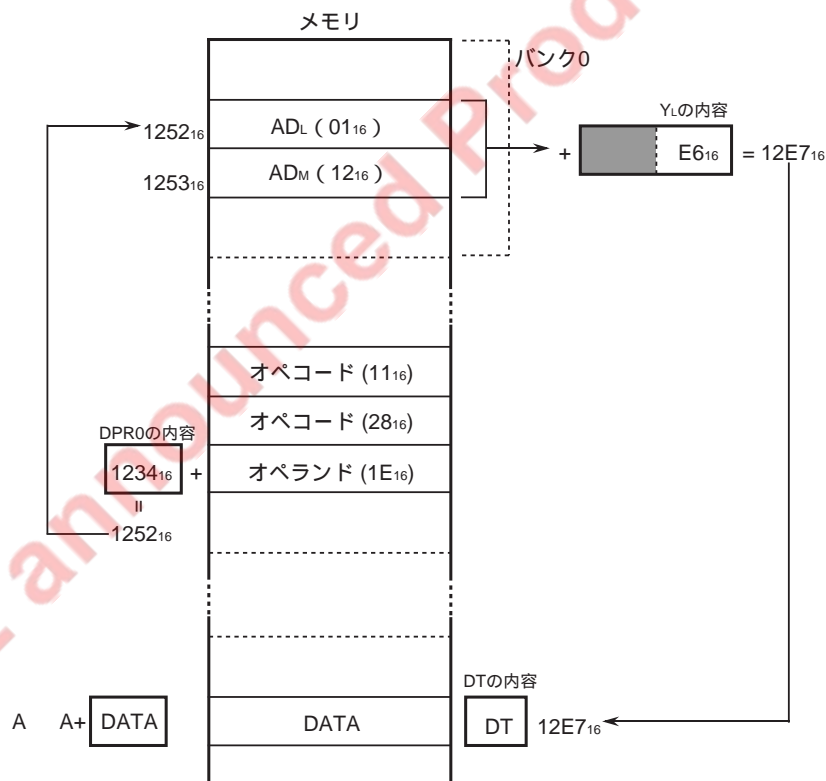 メモリ
バンク0
YLの内容
125216
ADL ( 0116 )
+
E616
= 12E716
125316
ADM ( 1216 )
オペコード (1116)
オペコード (2816)
DPR0の内容
123416
+
オペランド (1E16)
=
125216
DTの内容
A
A+
DATA
DATA
DT
12E716
announced Prod